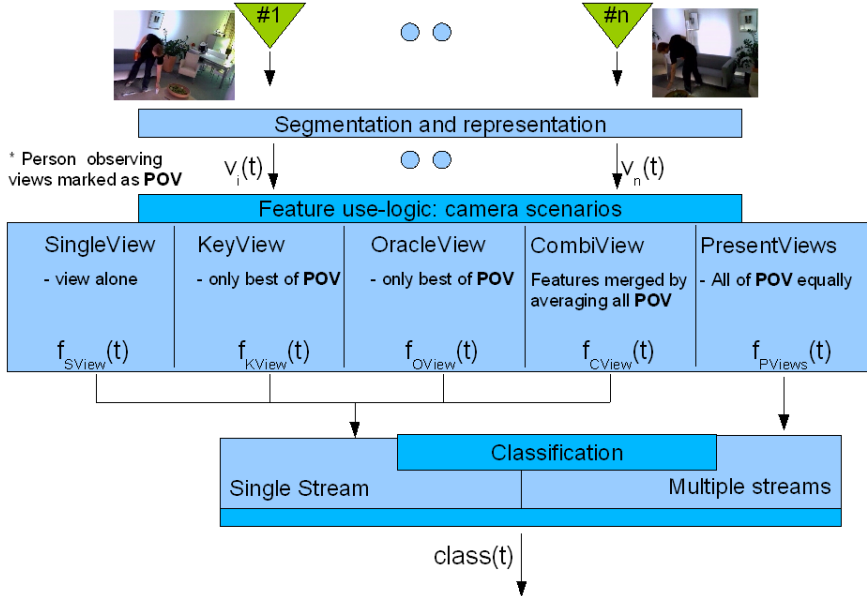 #1
#n
Segmentation and representation
* Person observing
views marked as POV
v_i(t)
v_n(t)
Feature use-logic: camera scenarios
SingleView
- view alone
f_SView(t)
KeyView
- only best of POV
f_KView(t)
OracleView
- only best of POV
f_OView(t)
CombiView
Features merged by
averaging all POV
f_CView(t)
PresentViews
- All of POV equally
f_PViews(t)
Classification
Single Stream
Multiple streams
class(t)